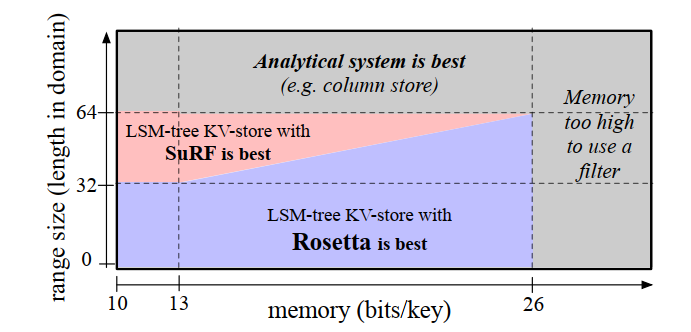 range size (length in domain)
64
32
0
Analytical system is best
(e.g. column store)
Memory
too high
to use a
filter
LSM-tree KV-store with
SuRF is best
LSM-tree KV-store with
Rosetta is best
10
13
26
memory (bits/key)